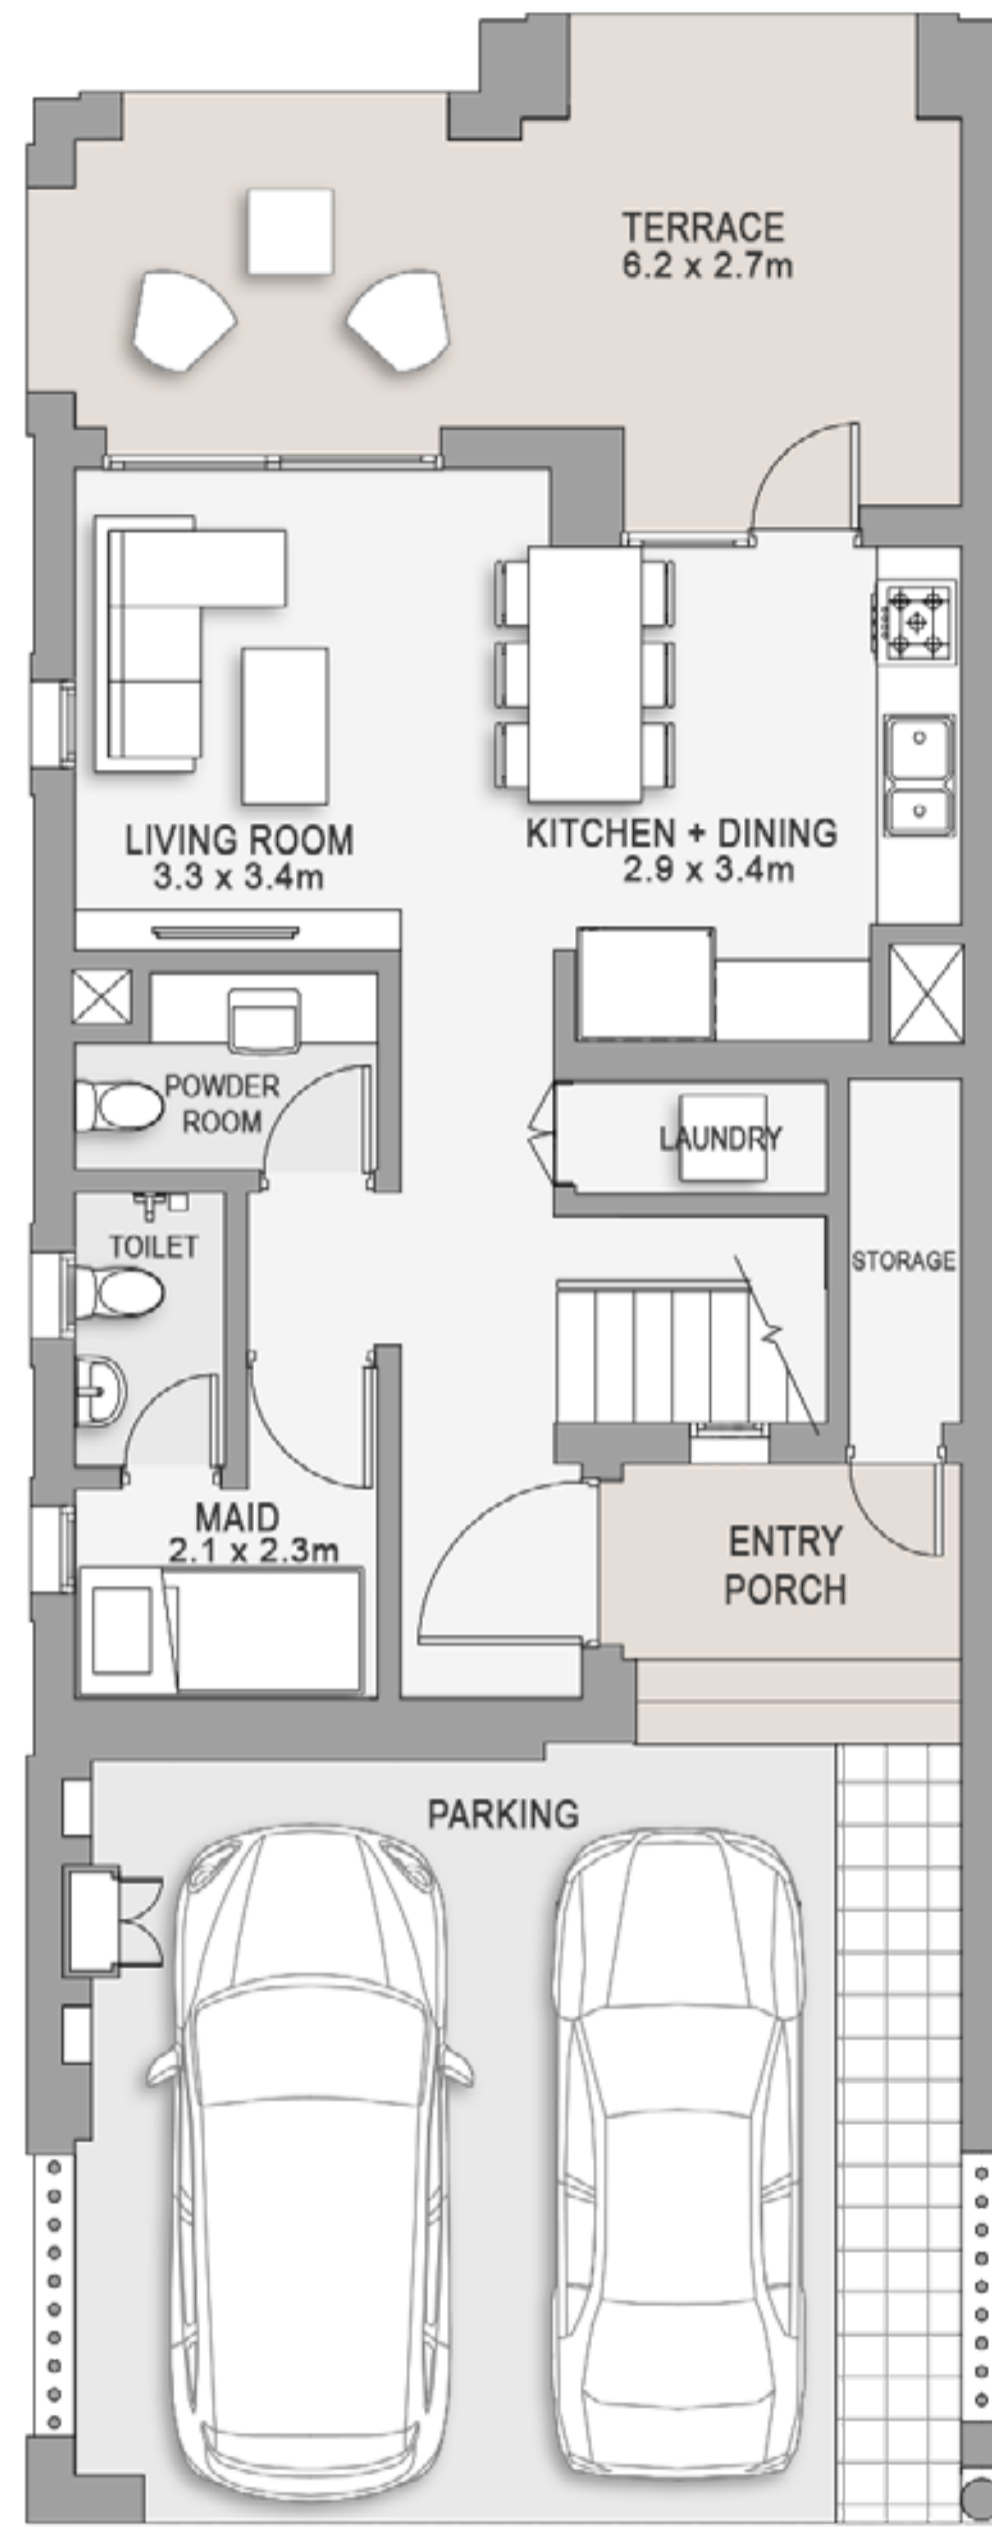 TERRACE
6.2 x 2.7m
LIVING ROOM
3.3 x 3.4m
KITCHEN + DINING
2.9 x 3.4m
POWDER
ROOM
LAUNDRY
TOILET
STORAGE
MAID
2.1 x 2.3m
ENTRY
PORCH
PARKING